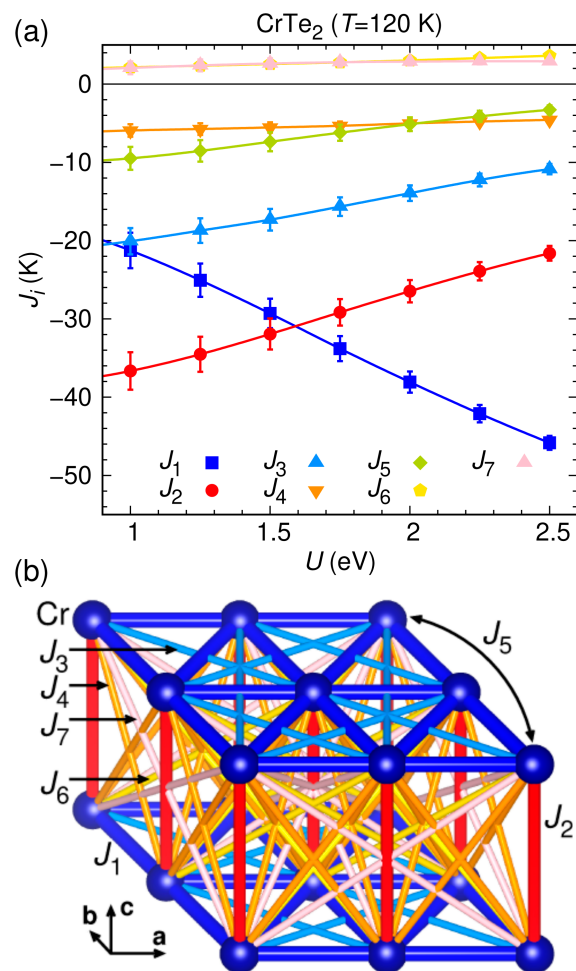 (a)
CrTe₂ (T=120 K)
0
−10
−20
−30
−40
−50
Jᵢ (K)
J₁ J₃ J₅ J₇
J₂ J₄ J₆
1 1.5 2 2.5
U (eV)
(b)
Cr
J₃
J₄
J₇
J₆
J₅
J₁
J₂
b c a